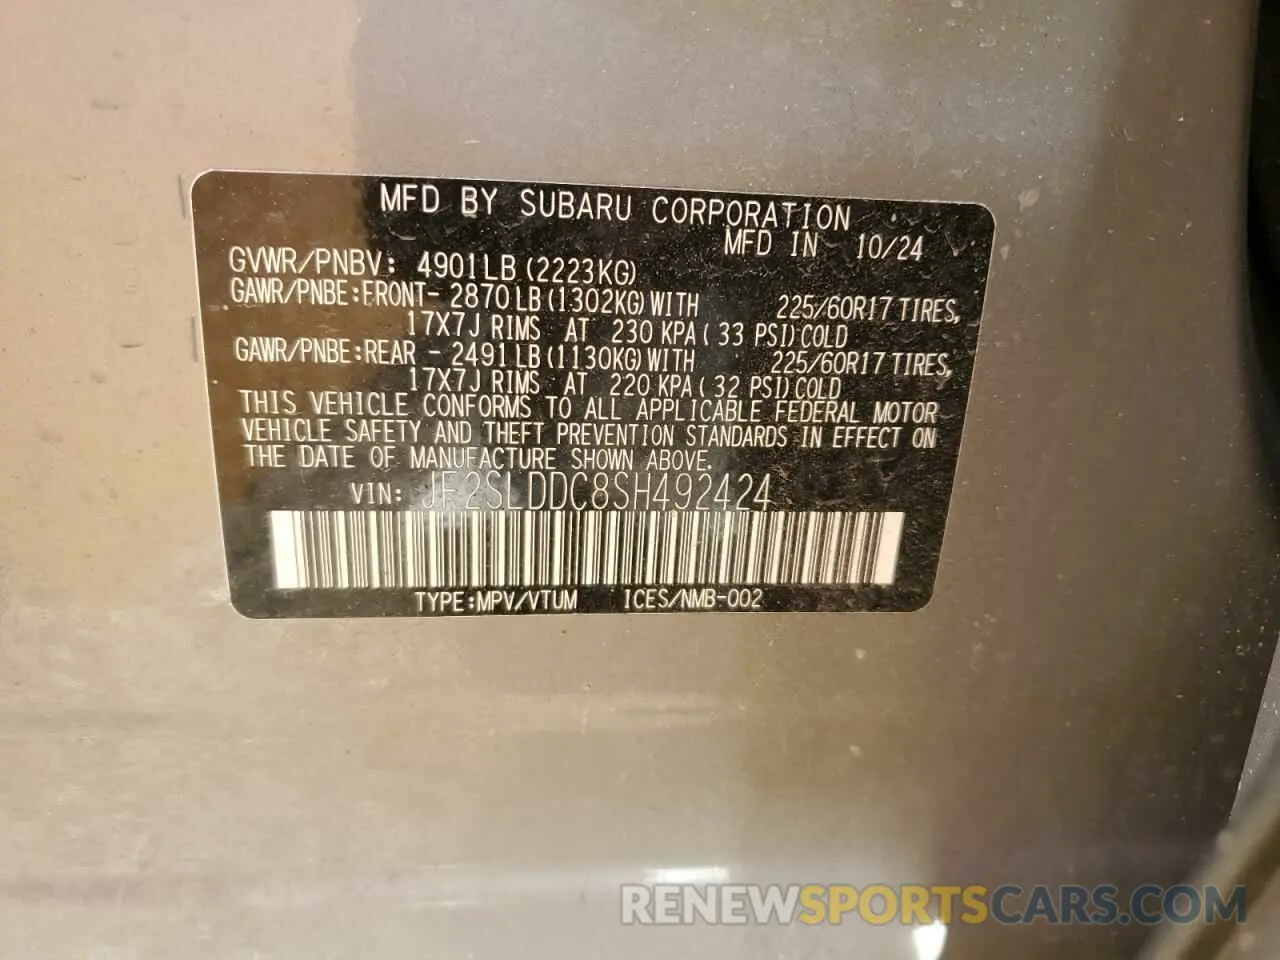 MFD BY SUBARU CORPORATION
MFD IN 10/24
GVWR/PNBV: 4901LB (2223KG)
GAWR/PNBE:FRONT- 2870LB(1302KG)WITH 225/60R17 TIRES,
17X7J RIMS AT 230 KPA( 33 PSI)COLD
GAWR/PNBE:REAR - 2491LB(1130KG)WITH 225/60R17 TIRES,
17X7J RIMS AT 220 KPA( 32 PSI)COLD
THIS VEHICLE CONFORMS TO ALL APPLICABLE FEDERAL MOTOR
VEHICLE SAFETY AND THEFT PREVENTION STANDARDS IN EFFECT ON
THE DATE OF MANUFACTURE SHOWN ABOVE.
VIN: JF2SLDDC8SH492424
TYPE:MPV/VTUM ICES/NMB-002
RENEWSPORTSCARS.COM